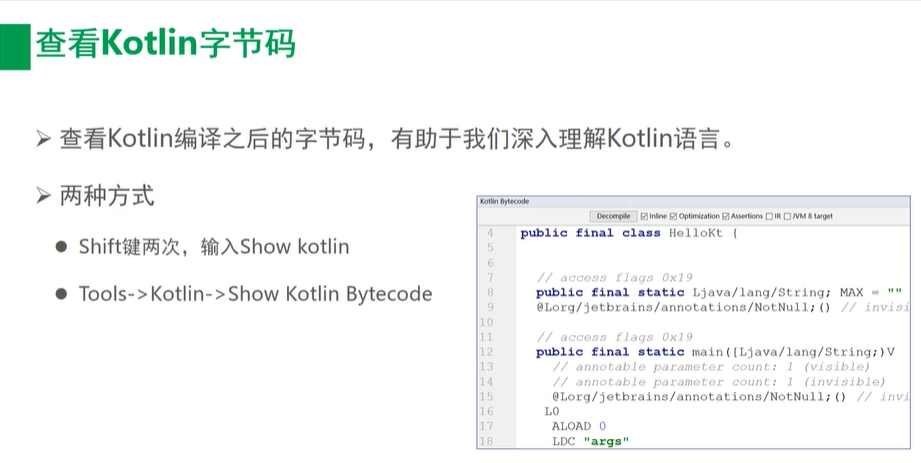 查看Kotlin字节码
➢ 查看Kotlin编译之后的字节码，有助于我们深入理解Kotlin语言。
➢ 两种方式
● Shift键两次，输入Show kotlin
● Tools->Kotlin->Show Kotlin Bytecode
Kotlin Bytecode
Decompile Inline Optimization Assertions IR JVM 8 target
4 public final class HelloKt {
5
6
7 // access flags 0x19
8 public final static Ljava/lang/String; MAX = ""
9 @Lorg/jetbrains/annotations/NotNull;() // invisi
10
11 // access flags 0x19
12 public final static main([Ljava/lang/String;)V
13 // annotable parameter count: 1 (visible)
14 // annotable parameter count: 1 (invisible)
15 @Lorg/jetbrains/annotations/NotNull;() // invi
16 L0
17 ALOAD 0
18 LDC "args"